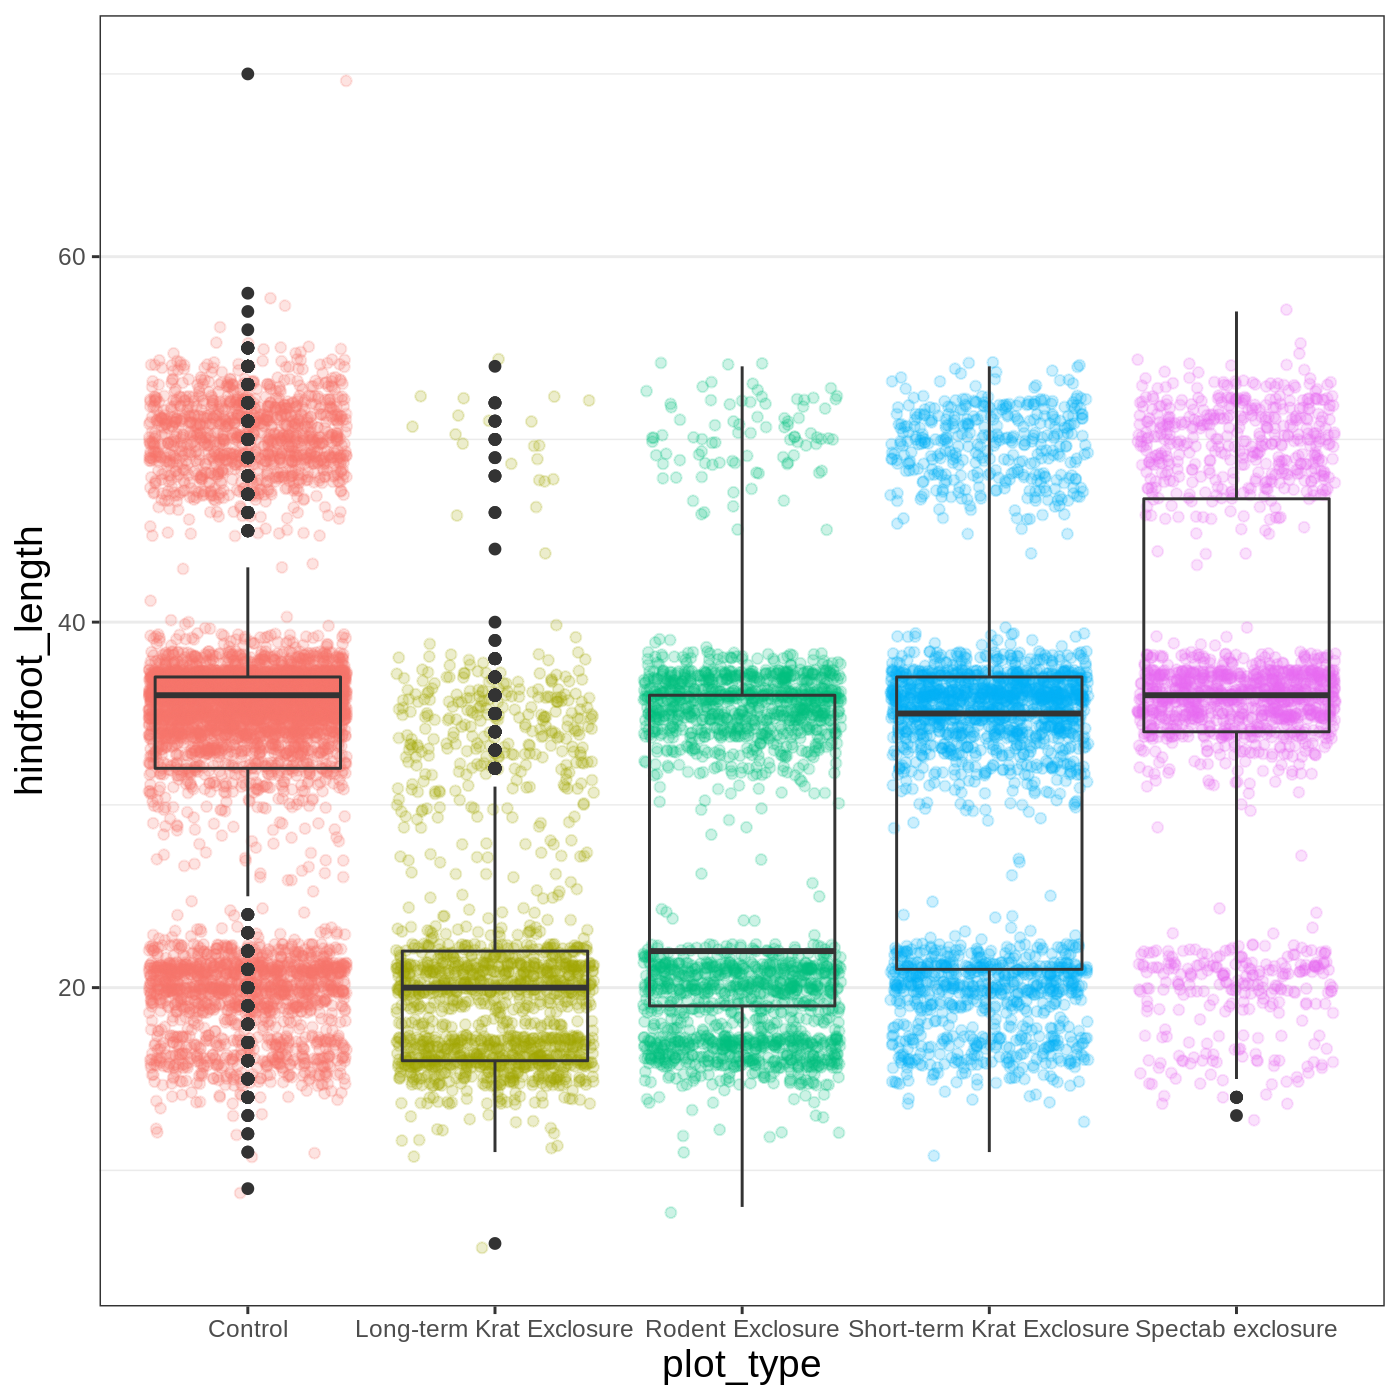 hindfoot_length
60
40
20
Control
Long-term Krat Exclosure
Rodent Exclosure
Short-term Krat Exclosure
Spectab exclosure
plot_type